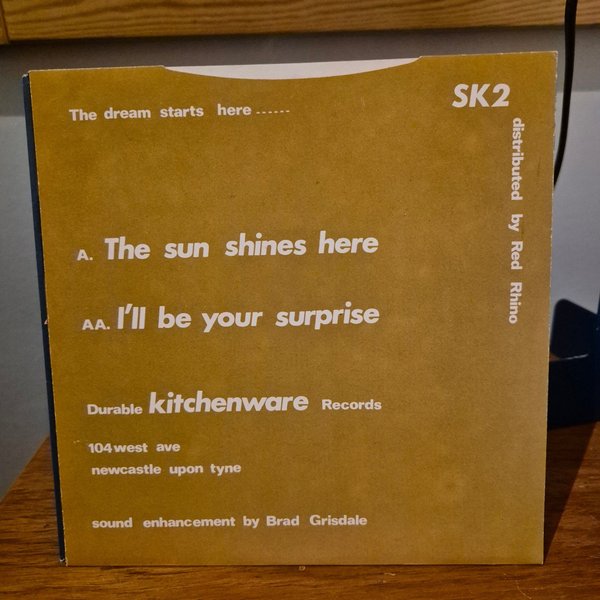 The dream starts here ......
SK2
distributed by Red Rhino
A. The sun shines here
AA. I'll be your surprise
Durable kitchenware Records
104 west ave
newcastle upon tyne
sound enhancement by Brad Grisdale